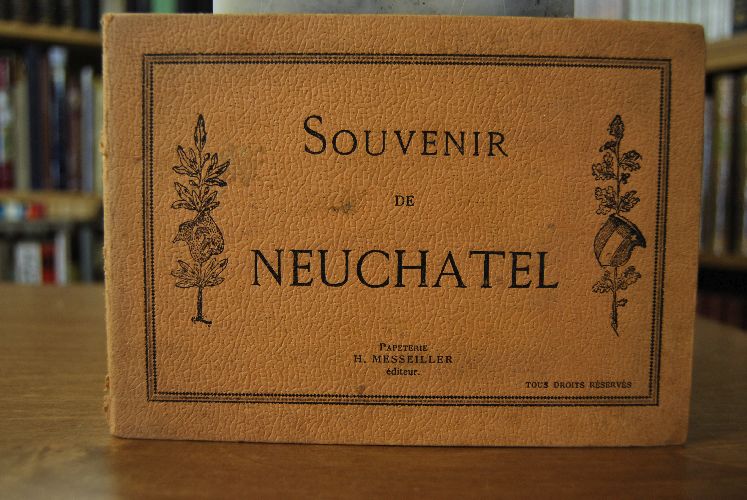 SOUVENIR
DE
NEUCHATEL
PAPETERIE
H. MESSEILLER
éditeur.
TOUS DROITS RÉSERVÉS